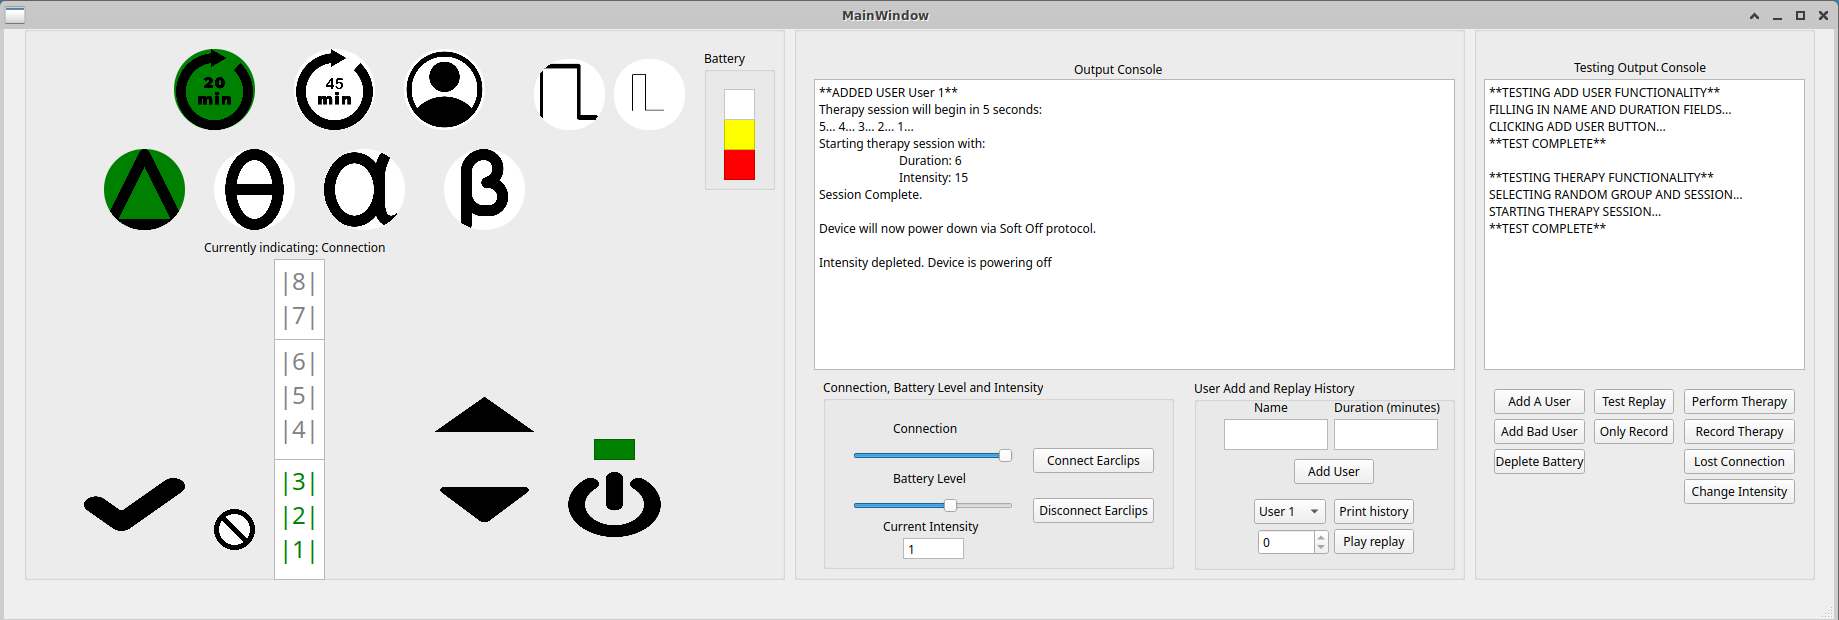 MainWindow
20
min
45
min
Battery
θ
α
β
Currently indicating: Connection
|8|
|7|
|6|
|5|
|4|
|3|
|2|
|1|
Output Console
**ADDED USER User 1**
Therapy session will begin in 5 seconds:
5... 4... 3... 2... 1...
Starting therapy session with:
Duration: 6
Intensity: 15
Session Complete.
Device will now power down via Soft Off protocol.
Intensity depleted. Device is powering off
Connection, Battery Level and Intensity
Connection
Connect Earclips
Battery Level
Disconnect Earclips
Current Intensity
1
User Add and Replay History
Name Duration (minutes)
Add User
User 1 Print history
0 Play replay
Testing Output Console
**TESTING ADD USER FUNCTIONALITY**
FILLING IN NAME AND DURATION FIELDS...
CLICKING ADD USER BUTTON...
**TEST COMPLETE**
**TESTING THERAPY FUNCTIONALITY**
SELECTING RANDOM GROUP AND SESSION...
STARTING THERAPY SESSION...
**TEST COMPLETE**
Add A User Test Replay Perform Therapy
Add Bad User Only Record Record Therapy
Deplete Battery Lost Connection
Change Intensity